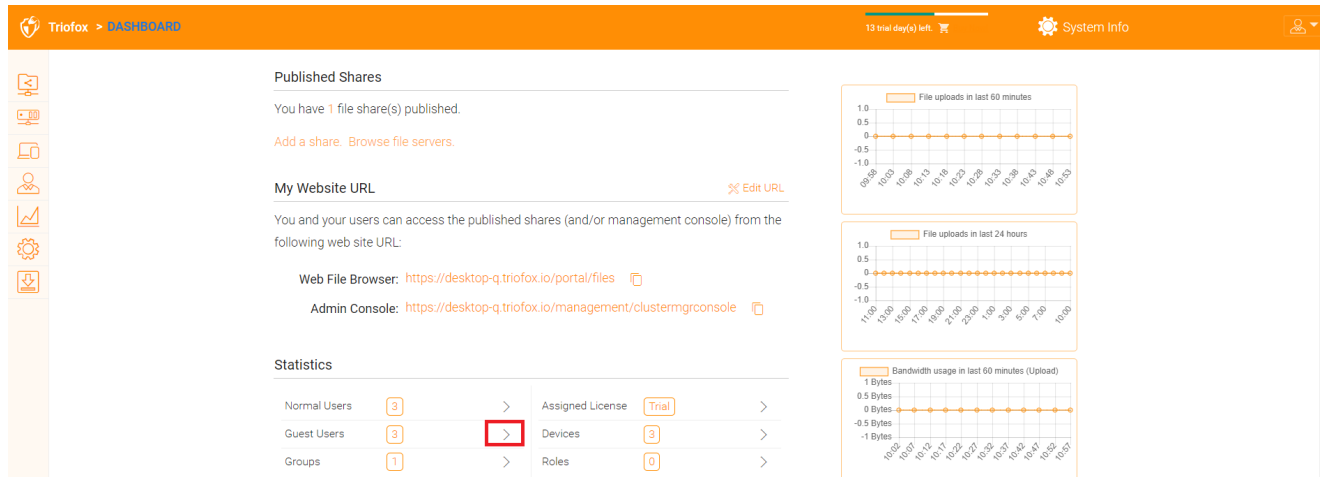 Triofox > DASHBOARD
13 trial day(s) left.
System Info
Published Shares
You have 1 file share(s) published.
Add a share. Browse file servers.
My Website URL
Edit URL
You and your users can access the published shares (and/or management console) from the
following web site URL:
Web File Browser: https://desktop-q.triofox.io/portal/files
Admin Console: https://desktop-q.triofox.io/management/clustermgrconsole
Statistics
Normal Users 3
Assigned License Trial
Guest Users 3
Devices 3
Groups 1
Roles 0
File uploads in last 60 minutes
1.0
0.5
0
-0.5
-1.0
09:58 10:03 10:08 10:13 10:18 10:23 10:28 10:33 10:38 10:43 10:48 10:53
File uploads in last 24 hours
1.0
0.5
0
-0.5
-1.0
11:00 13:00 15:00 17:00 19:00 21:00 23:00 1:00 3:00 5:00 7:00 10:00
Bandwidth usage in last 60 minutes (Upload)
1 Bytes
0.5 Bytes
0 Bytes
-0.5 Bytes
-1 Bytes
10:02 10:07 10:12 10:17 10:22 10:27 10:32 10:37 10:42 10:47 10:52 10:57